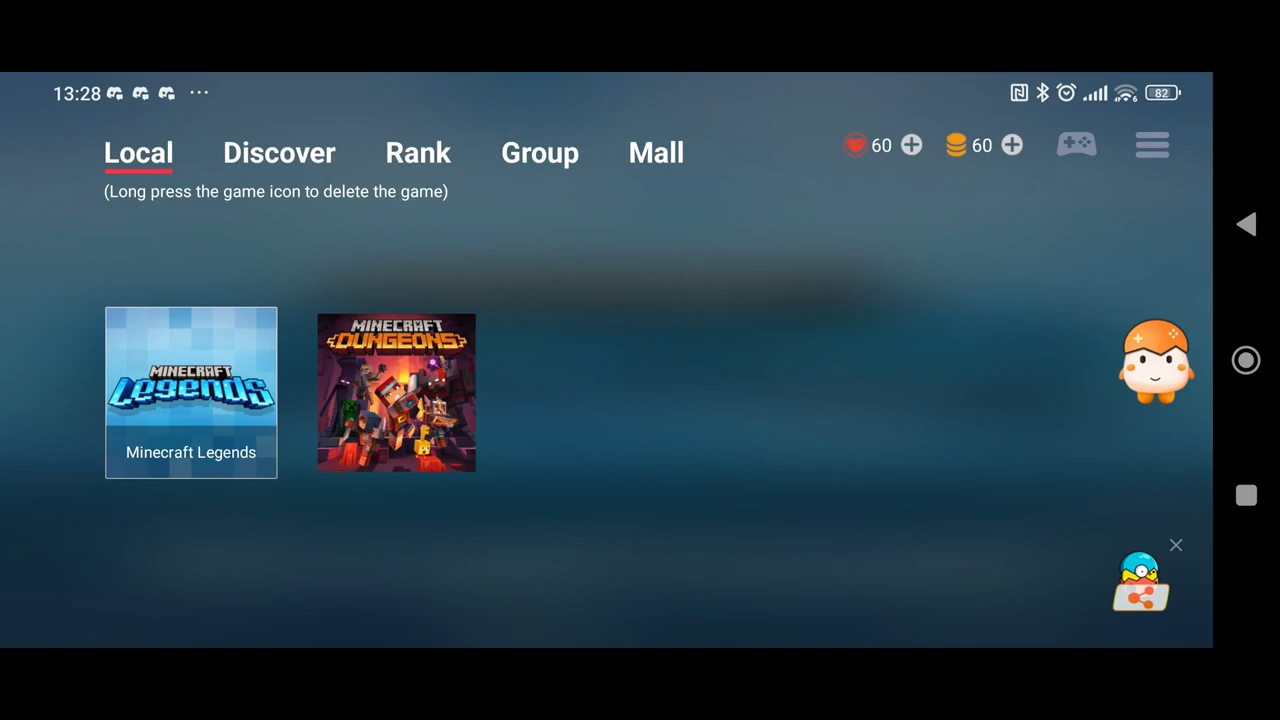 13:28 ... 82
Local Discover Rank Group Mall 60 60
(Long press the game icon to delete the game)
MINECRAFT
Legends
Minecraft Legends
MINECRAFT
DUNGEONS